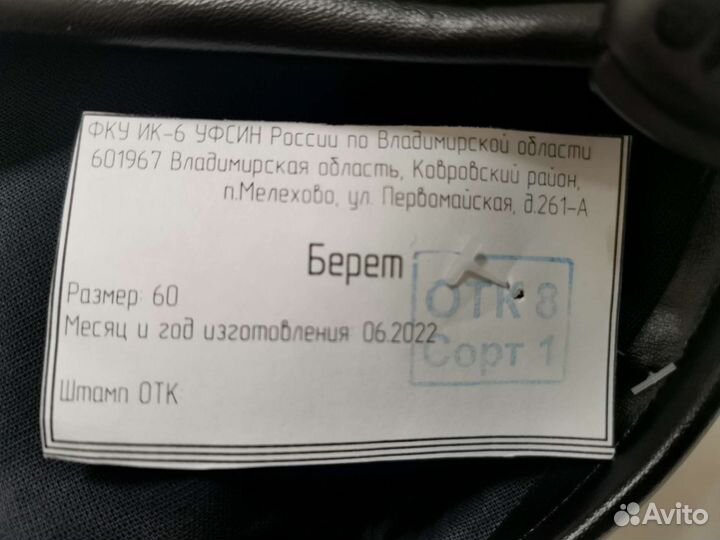 ФКУ ИК-6 УФСИН России по Владимирской области
601967 Владимирская область, Ковровский район,
п.Мелехово, ул. Первомайская, д.261-А
Берет
Размер 60
Месяц и год изготовления 06.2022
Штамп ОТК
ОТК 8
Сорт 1
Avito